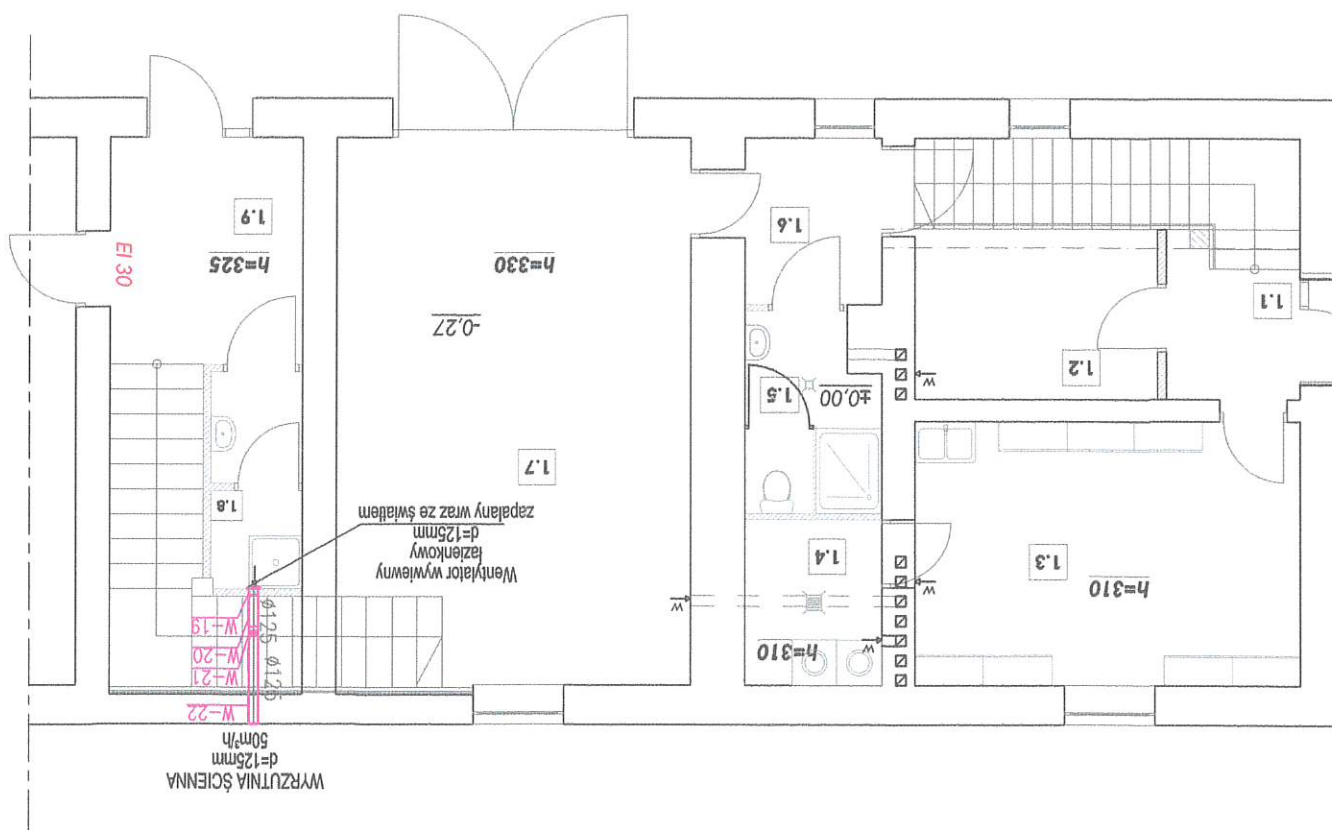 WYRZUTNIA ŚCIENNA
d=125mm
50m³/h
W-22
W-21
W-20
W-19
ø125
ø125
Wentylator wywiewny
łazienkowy
d=125mm
zapalany wraz ze światłem
h=310
1.3
w
w
w
1.4
h=310
w
1.7
1.8
1.2
1.1
1.5
±0,00
1.6
-0,27
h=330
h=325
1.9
EI 30